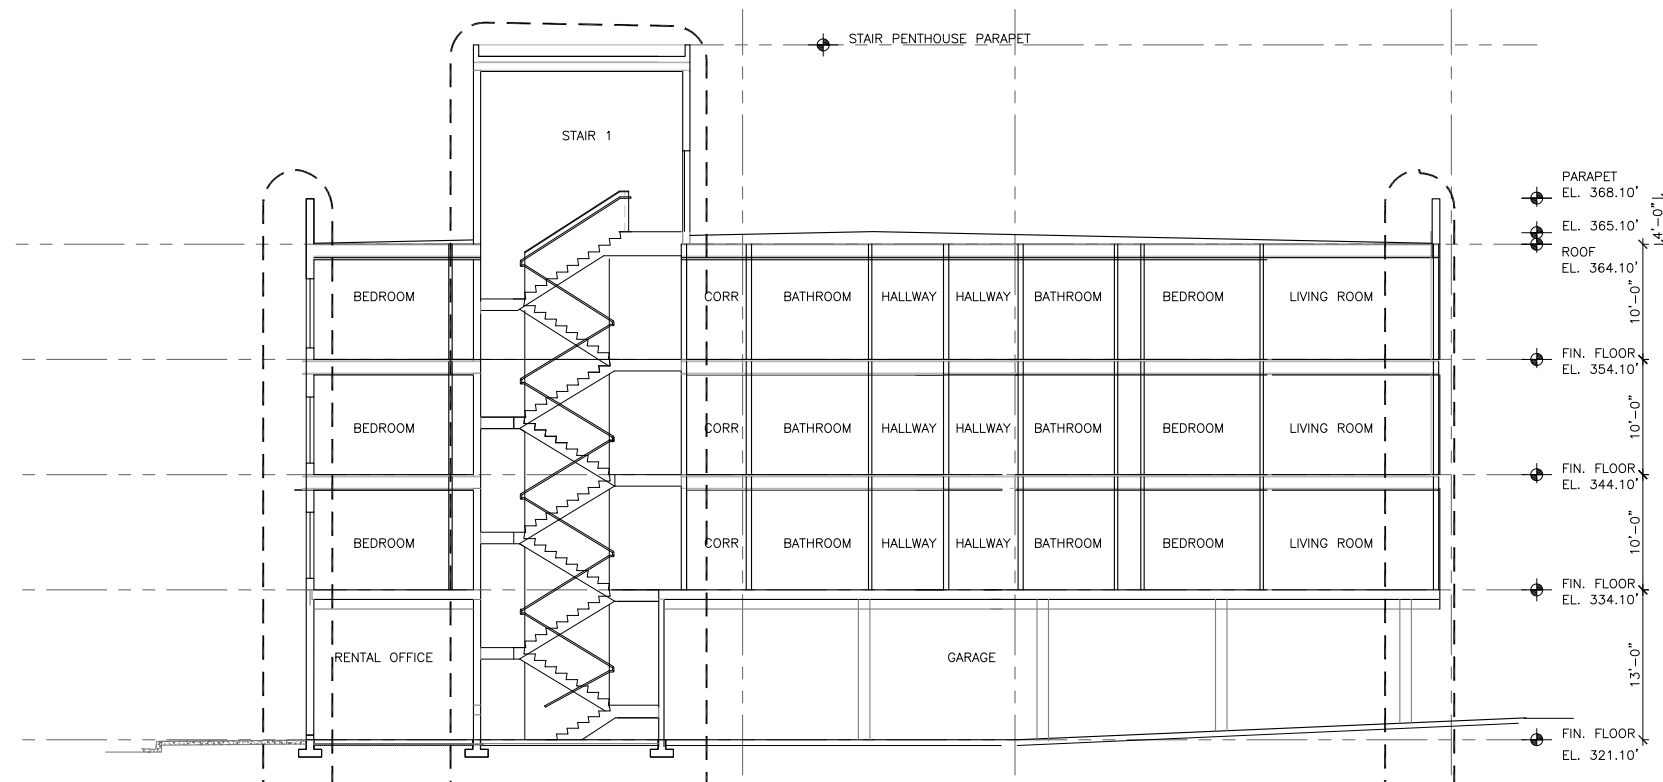 STAIR PENTHOUSE PARAPET
STAIR 1
PARAPET
EL. 368.10'
4'-0"
EL. 365.10'
ROOF
EL. 364.10'
BEDROOM CORR BATHROOM HALLWAY HALLWAY BATHROOM BEDROOM LIVING ROOM
10'-0"
FIN. FLOOR
EL. 354.10'
BEDROOM CORR BATHROOM HALLWAY HALLWAY BATHROOM BEDROOM LIVING ROOM
10'-0"
FIN. FLOOR
EL. 344.10'
BEDROOM CORR BATHROOM HALLWAY HALLWAY BATHROOM BEDROOM LIVING ROOM
10'-0"
FIN. FLOOR
EL. 334.10'
RENTAL OFFICE GARAGE
13'-0"
FIN. FLOOR
EL. 321.10'